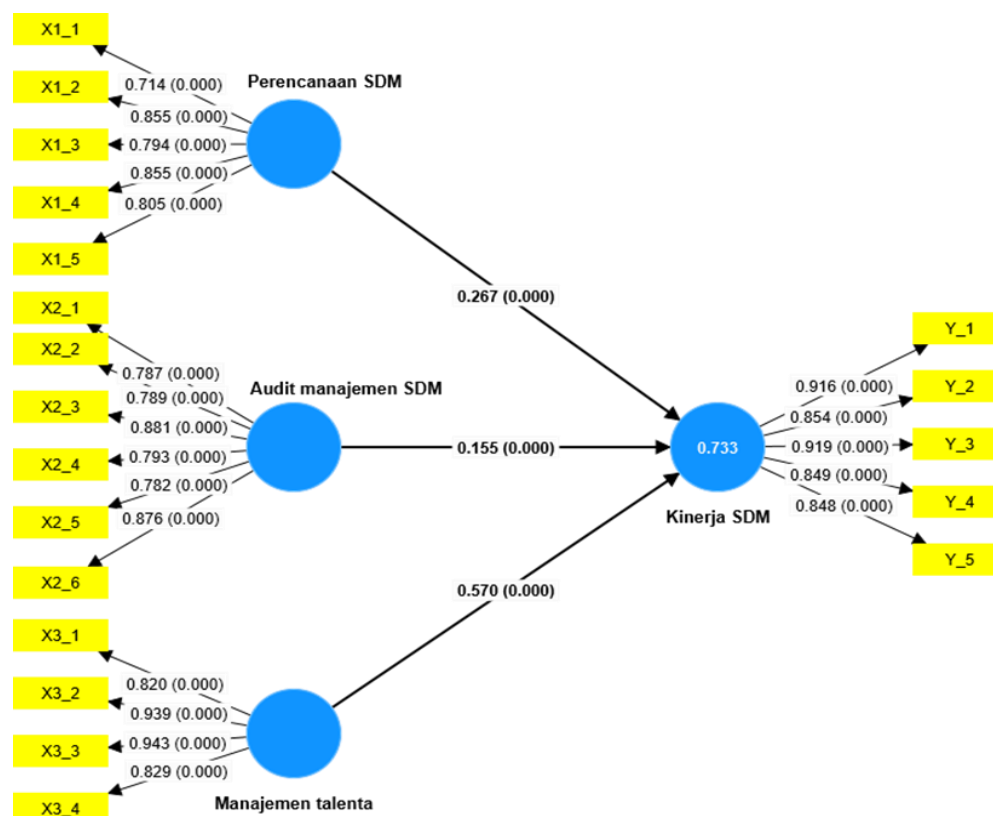 X1_1
X1_2
X1_3
X1_4
X1_5
0.714 (0.000)
0.855 (0.000)
0.794 (0.000)
0.855 (0.000)
0.805 (0.000)
Perencanaan SDM
0.267 (0.000)
X2_1
X2_2
X2_3
X2_4
X2_5
X2_6
0.787 (0.000)
0.789 (0.000)
0.881 (0.000)
0.793 (0.000)
0.782 (0.000)
0.876 (0.000)
Audit manajemen SDM
0.155 (0.000)
X3_1
X3_2
X3_3
X3_4
0.820 (0.000)
0.939 (0.000)
0.943 (0.000)
0.829 (0.000)
Manajemen talenta
0.570 (0.000)
0.733
Kinerja SDM
0.916 (0.000)
0.854 (0.000)
0.919 (0.000)
0.849 (0.000)
0.848 (0.000)
Y_1
Y_2
Y_3
Y_4
Y_5